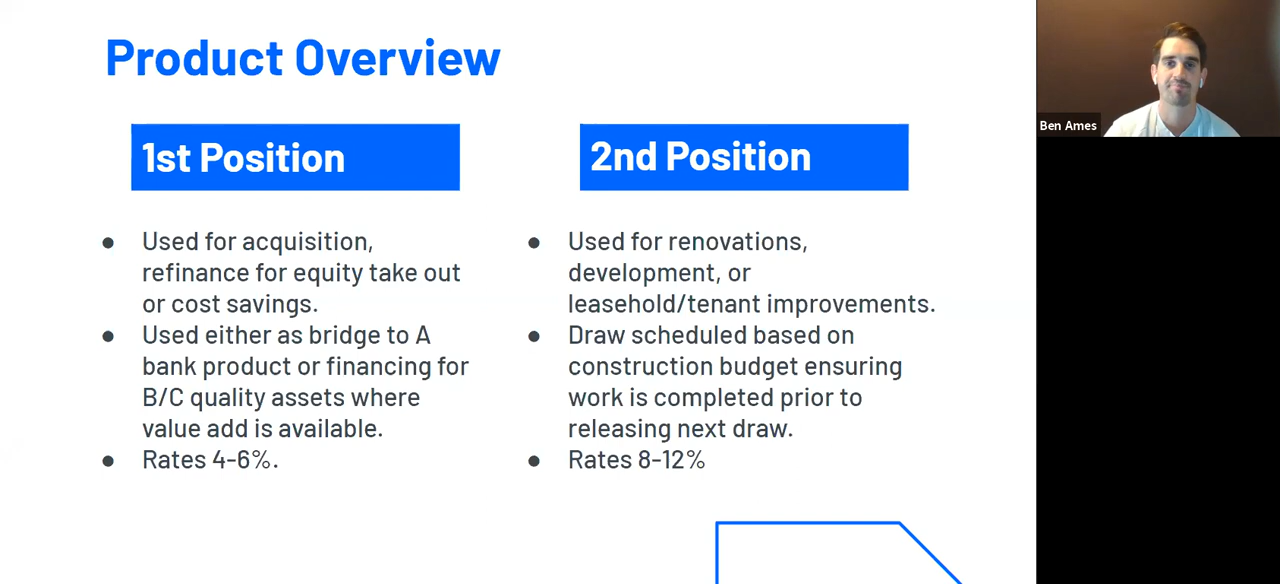 Product Overview
1st Position
Used for acquisition,
refinance for equity take out
or cost savings.
Used either as bridge to A
bank product or financing for
B/C quality assets where
value add is available.
Rates 4-6%.
2nd Position
Used for renovations,
development, or
leasehold/tenant improvements.
Draw scheduled based on
construction budget ensuring
work is completed prior to
releasing next draw.
Rates 8-12%
Ben Ames